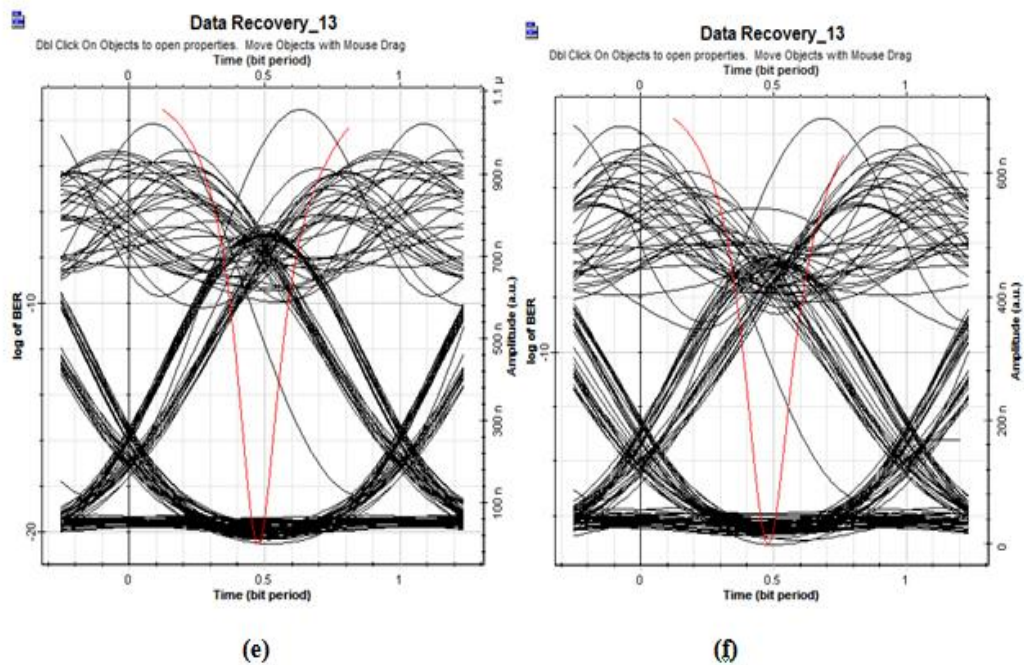 Data Recovery_13
Dbl Click On Objects to open properties. Move Objects with Mouse Drag
Time (bit period)
0 0.5 1
1.1 µ
900 n
700 n
500 n
300 n
100 n
Amplitude (a.u.)
log of BER
-10
-20
0 0.5 1
Time (bit period)
(e)
Data Recovery_13
Dbl Click On Objects to open properties. Move Objects with Mouse Drag
Time (bit period)
0 0.5 1
600 n
400 n
200 n
0
Amplitude (a.u.)
log of BER
-10
0 0.5 1
Time (bit period)
(f)